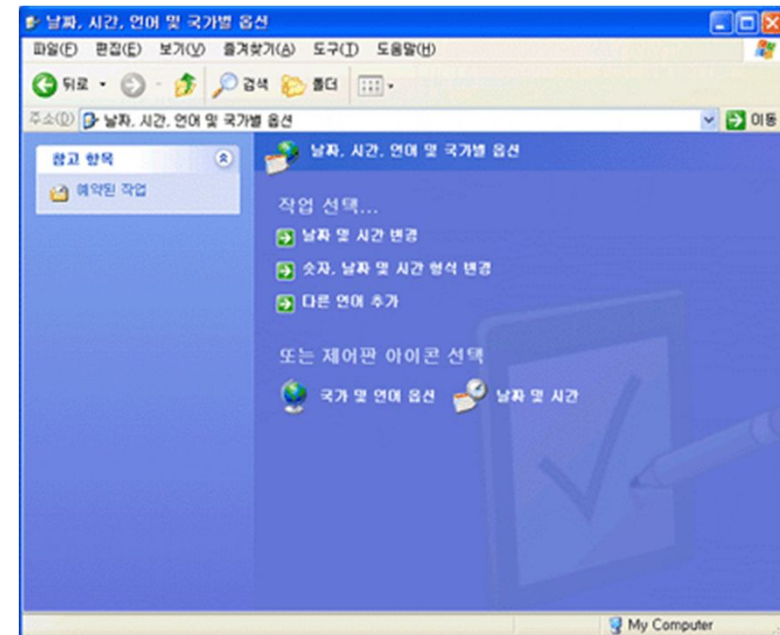 날짜, 시간, 언어 및 국가별 옵션
파일(F) 편집(E) 보기(V) 즐겨찾기(A) 도구(T) 도움말(H)
뒤로 검색 폴더
주소(D) 날짜, 시간, 언어 및 국가별 옵션 이동
참고 항목
예약된 작업
날짜, 시간, 언어 및 국가별 옵션
작업 선택...
날짜 및 시간 변경
숫자, 날짜 및 시간 형식 변경
다른 언어 추가
또는 제어판 아이콘 선택
국가 및 언어 옵션 날짜 및 시간
My Computer